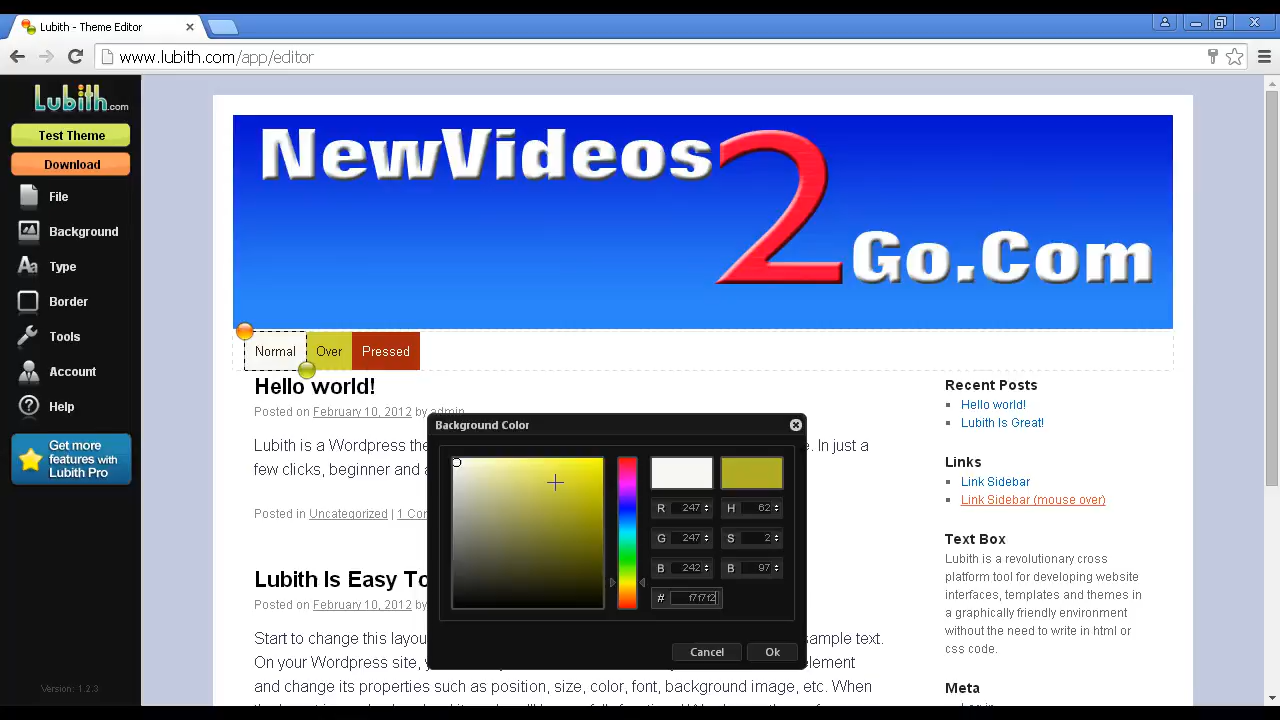 Lubith - Theme Editor
www.lubith.com/app/editor
Lubith.com
Test Theme
Download
File
Background
Type
Border
Tools
Account
Help
Get more
features with
Lubith Pro
Version: 1.2.3
NewVideos
2
Go.Com
Normal
Over
Pressed
Hello world!
Posted on February 10, 2012 by admin
Lubith is a Wordpress the
. In just a
few clicks, beginner and a
Posted in Uncategorized | 1 Con
Lubith Is Easy To
Posted on February 10, 2012 b
Start to change this layou
sample text.
On your Wordpress site, y
element
and change its properties such as position, size, color, font, background image, etc. When
Background Color
R 247
H 62
G 247
S 2
B 242
B 97
# f7f7f2
Cancel
Ok
Recent Posts
Hello world!
Lubith Is Great!
Links
Link Sidebar
Link Sidebar (mouse over)
Text Box
Lubith is a revolutionary cross
platform tool for developing website
interfaces, templates and themes in
a graphically friendly environment
without the need to write in html or
css code.
Meta